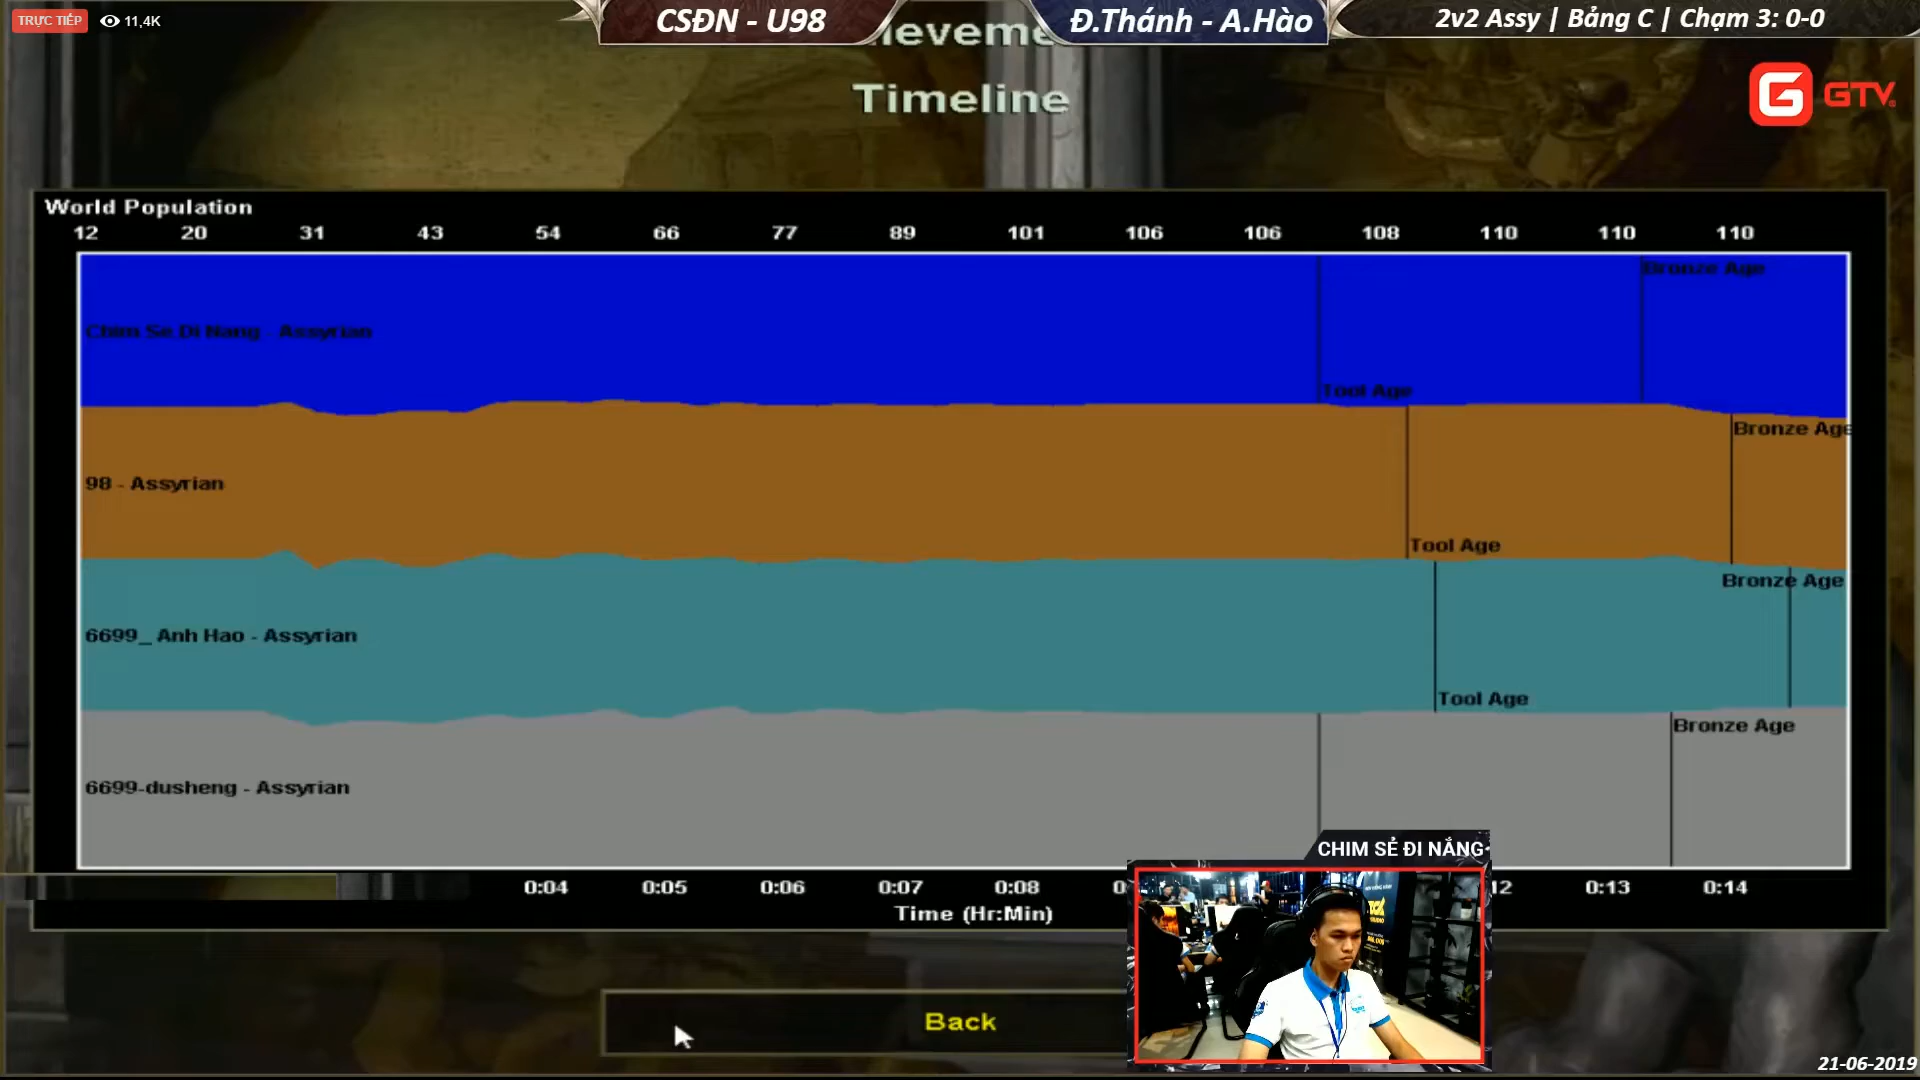 TRỰC TIẾP 11,4K
CSĐN - U98
Đ.Thánh - A.Hào
2v2 Assy | Bảng C | Chạm 3: 0-0
Timeline
G GTV
World Population
12 20 31 43 54 66 77 89 101 106 106 108 110 110 110
Bronze Age
Chim Se Di Nang - Assyrian
Tool Age
Bronze Age
98 - Assyrian
Tool Age
Bronze Age
6699_ Anh Hao - Assyrian
Tool Age
Bronze Age
6699-dusheng - Assyrian
CHIM SẺ ĐI NẮNG
0:04 0:05 0:06 0:07 0:08 0:13 0:14
Time (Hr:Min)
Back
21-06-2019